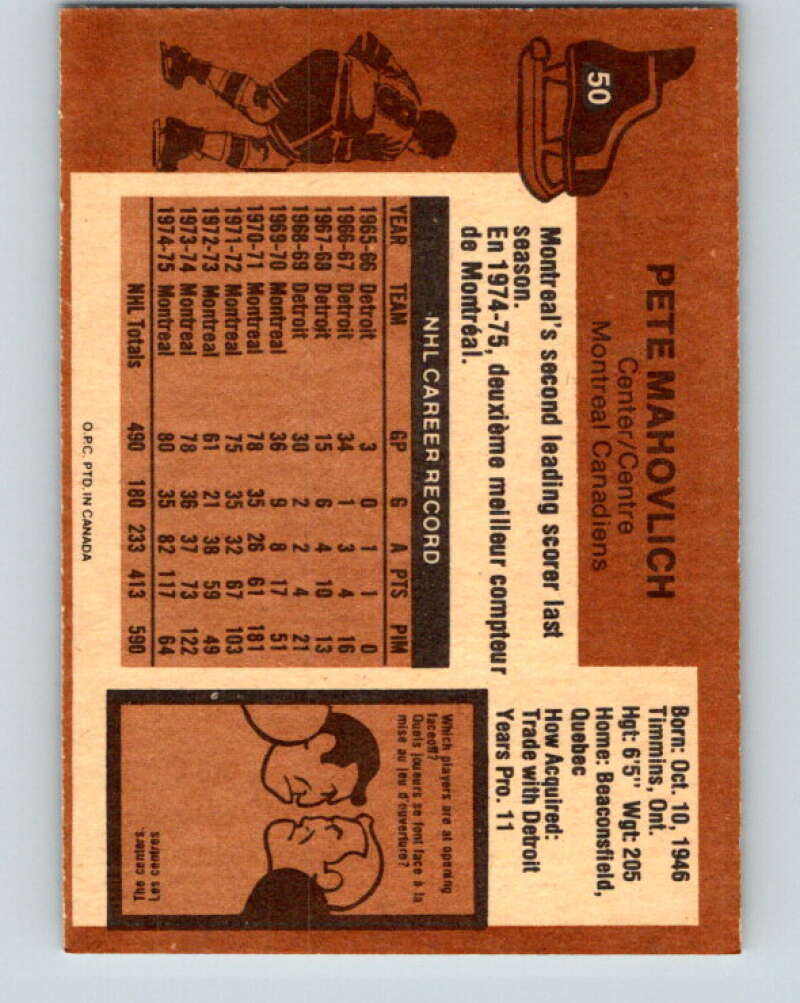 50
PETE MAHOVLICH
Center/Centre
Montreal Canadiens
Born: Oct. 10, 1946
Timmins, Ont.
Hgt: 6'5" Wgt: 205
Home: Beaconsfield,
Quebec
How Acquired:
Trade with Detroit
Years Pro. 11
Montreal's second leading scorer last
season.
En 1974-75, deuxième meilleur compteur
de Montréal.
NHL CAREER RECORD
YEAR TEAM GP G A PTS PIM
1965-66 Detroit 3 0 1 1 0
1966-67 Detroit 34 1 3 4 16
1967-68 Detroit 15 6 4 10 13
1968-69 Detroit 30 2 2 4 21
1969-70 Montreal 36 9 8 17 51
1970-71 Montreal 78 35 26 61 181
1971-72 Montreal 75 35 32 67 103
1972-73 Montreal 61 21 38 59 49
1973-74 Montreal 78 36 37 73 122
1974-75 Montreal 80 35 82 117 64
NHL Totals 490 180 233 413 590
Which players are at opening
faceoff?
Quels joueurs se font face à la
mise au jeu d'ouverture?
The centers.
Les centres.
O.P.C. PTD. IN CANADA